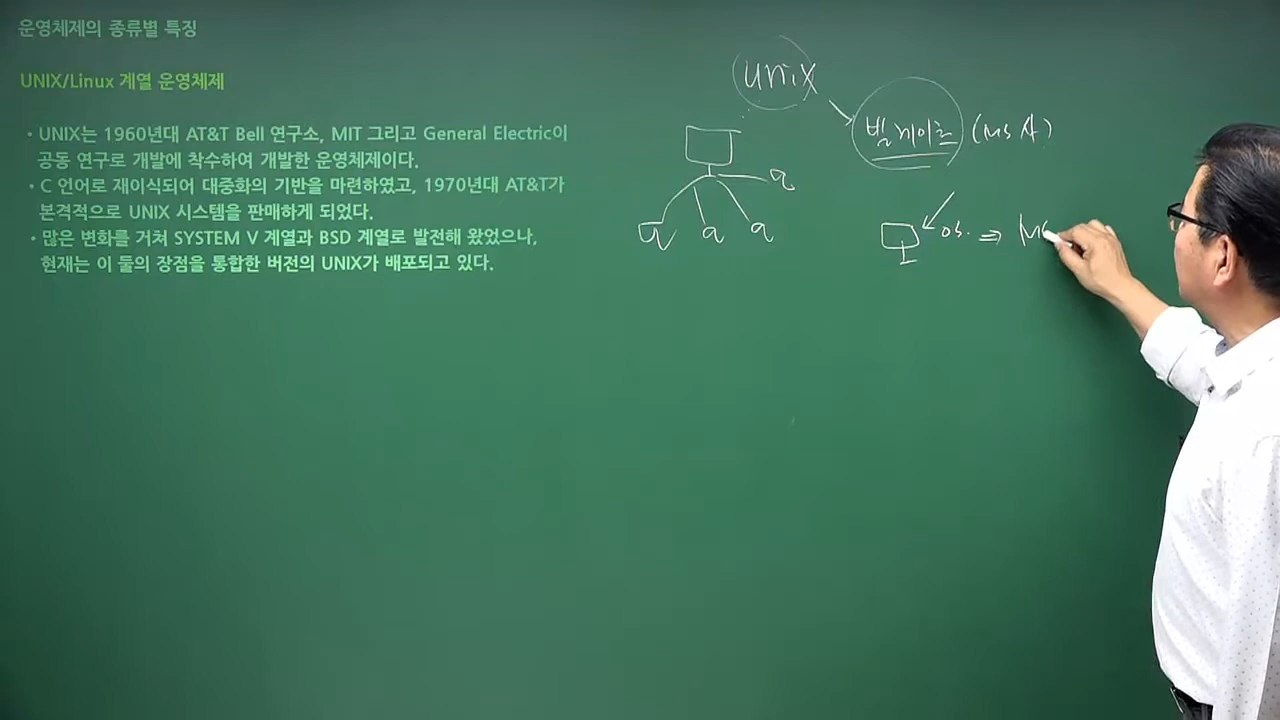 운영체제의 종류별 특징
UNIX/Linux 계열 운영체제
• UNIX는 1960년대 AT&T Bell 연구소, MIT 그리고 General Electric이
공동 연구로 개발에 착수하여 개발한 운영체제이다.
• C 언어로 재이식되어 대중화의 기반을 마련하였고, 1970년대 AT&T가
본격적으로 UNIX 시스템을 판매하게 되었다.
• 많은 변화를 거쳐 SYSTEM V 계열과 BSD 계열로 발전해 왔었으나,
현재는 이 둘의 장점을 통합한 버전의 UNIX가 배포되고 있다.
unix
빌게이츠 (MS 사)
OS. ⇒ MS